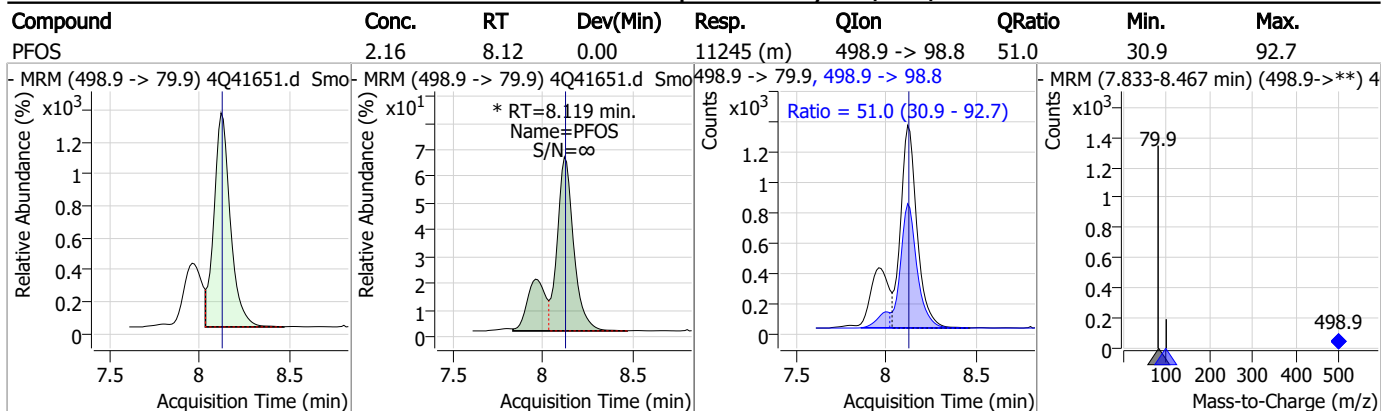 Compound Conc. RT Dev(Min) Resp. QIon QRatio Min. Max.
PFOS 2.16 8.12 0.00 11245 (m) 498.9 -> 98.8 51.0 30.9 92.7
- MRM (498.9 -> 79.9) 4Q41651.d Smo
Relative Abundance (%)
x10³
1.2
1
0.8
0.6
0.4
0.2
0
7.5 8 8.5
Acquisition Time (min)
- MRM (498.9 -> 79.9) 4Q41651.d Smo
Relative Abundance (%)
x10¹
* RT=8.119 min.
Name=PFOS
S/N=∞
7
6
5
4
3
2
1
0
7.5 8 8.5
Acquisition Time (min)
498.9 -> 79.9, 498.9 -> 98.8
Counts
x10³
Ratio = 51.0 (30.9 - 92.7)
1.2
1
0.8
0.6
0.4
0.2
0
7.5 8 8.5
Acquisition Time (min)
- MRM (7.833-8.467 min) (498.9->**) 4
Counts
x10³
1.4
79.9
1.2
1
0.8
0.6
0.4
0.2
498.9
0
100 200 300 400 500
Mass-to-Charge (m/z)